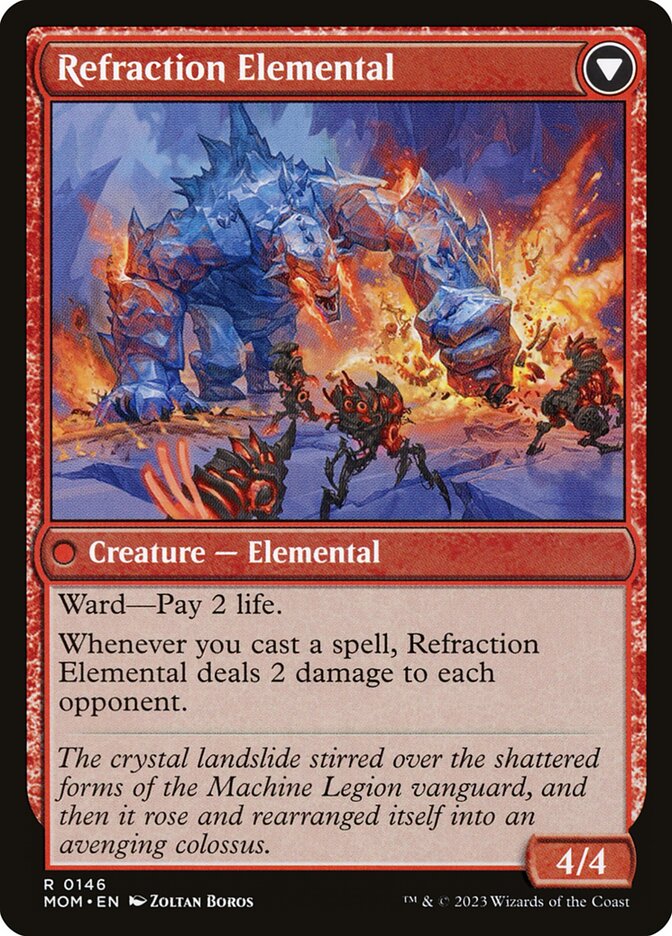 Refraction Elemental
Creature — Elemental
Ward—Pay 2 life.
Whenever you cast a spell, Refraction
Elemental deals 2 damage to each
opponent.
The crystal landslide stirred over the shattered
forms of the Machine Legion vanguard, and
then it rose and rearranged itself into an
avenging colossus.
4/4
R 0146
MOM • EN Zoltan Boros
™ & © 2023 Wizards of the Coast